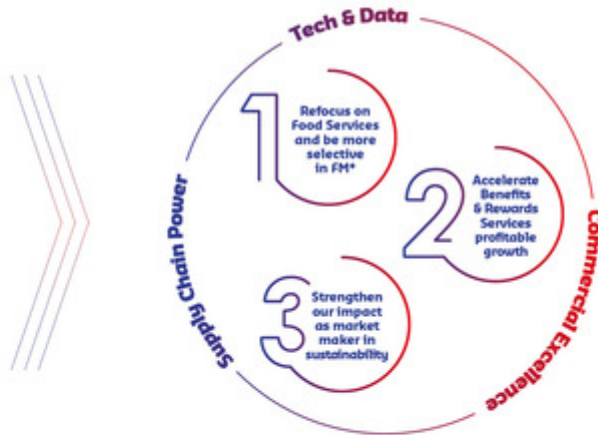 Tech & Data
1
Refocus on
Food Services
and be more
selective
in FM*
2
Accelerate
Benefits
& Rewards
Services
profitable
growth
3
Strengthen
our impact
as market
maker in
sustainability
Supply Chain Power
Commercial Excellence